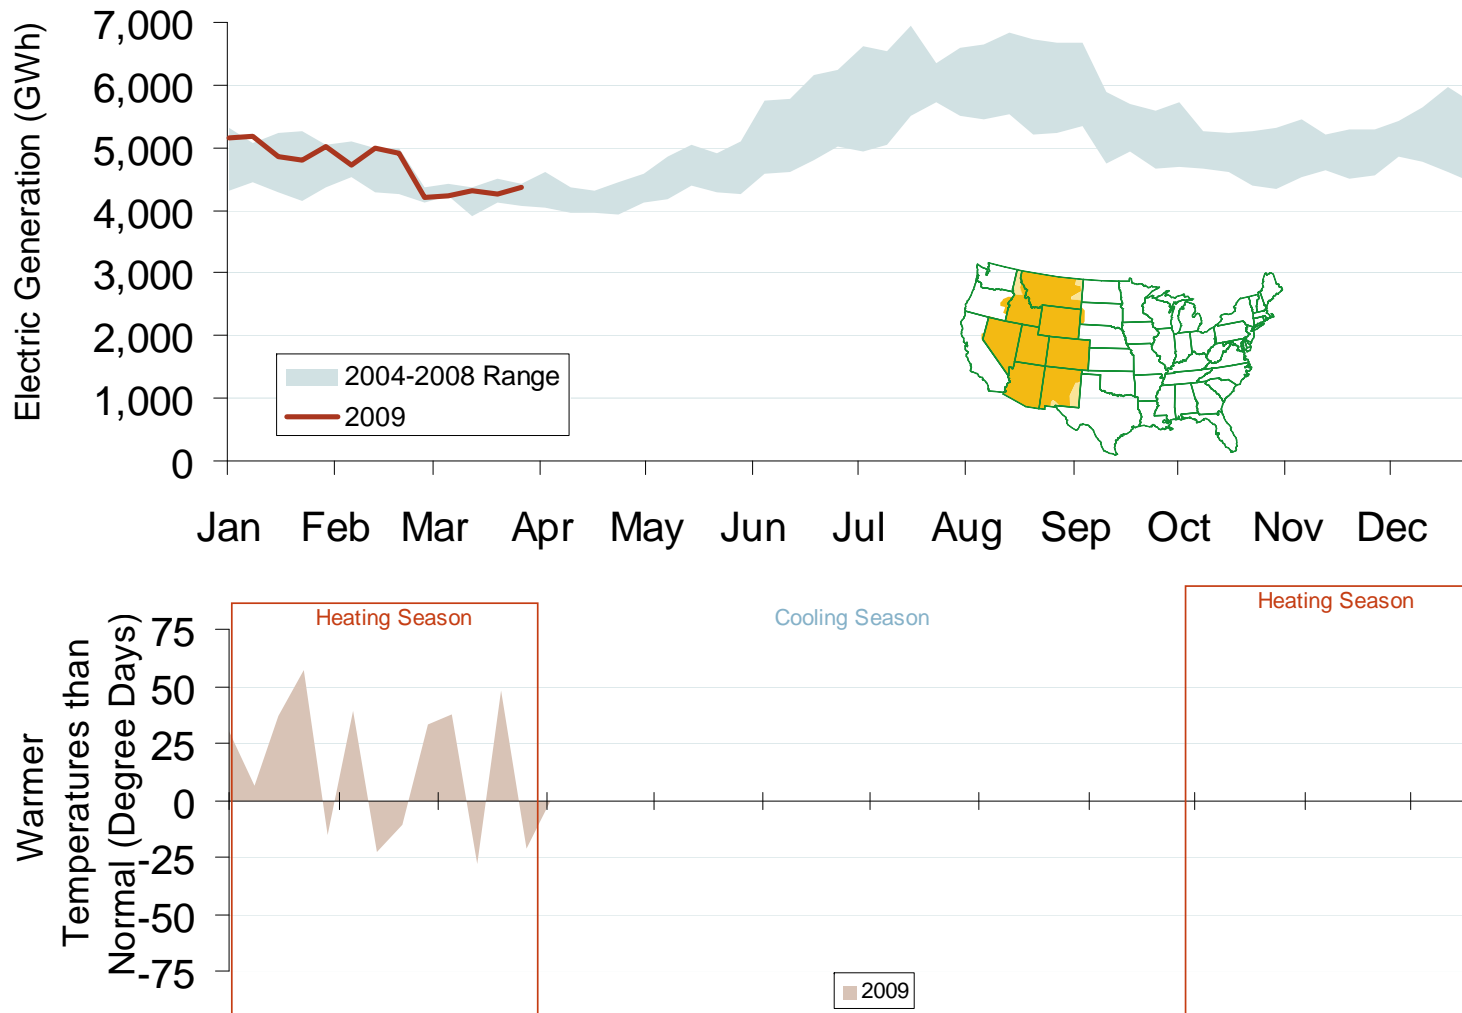 Electric Generation (GWh)
7,000
6,000
5,000
4,000
3,000
2,000
1,000
0
2004-2008 Range
2009
Jan Feb Mar Apr May Jun Jul Aug Sep Oct Nov Dec
Warmer
Temperatures than
Normal (Degree Days)
Heating Season
Cooling Season
Heating Season
75
50
25
0
-25
-50
-75
2009